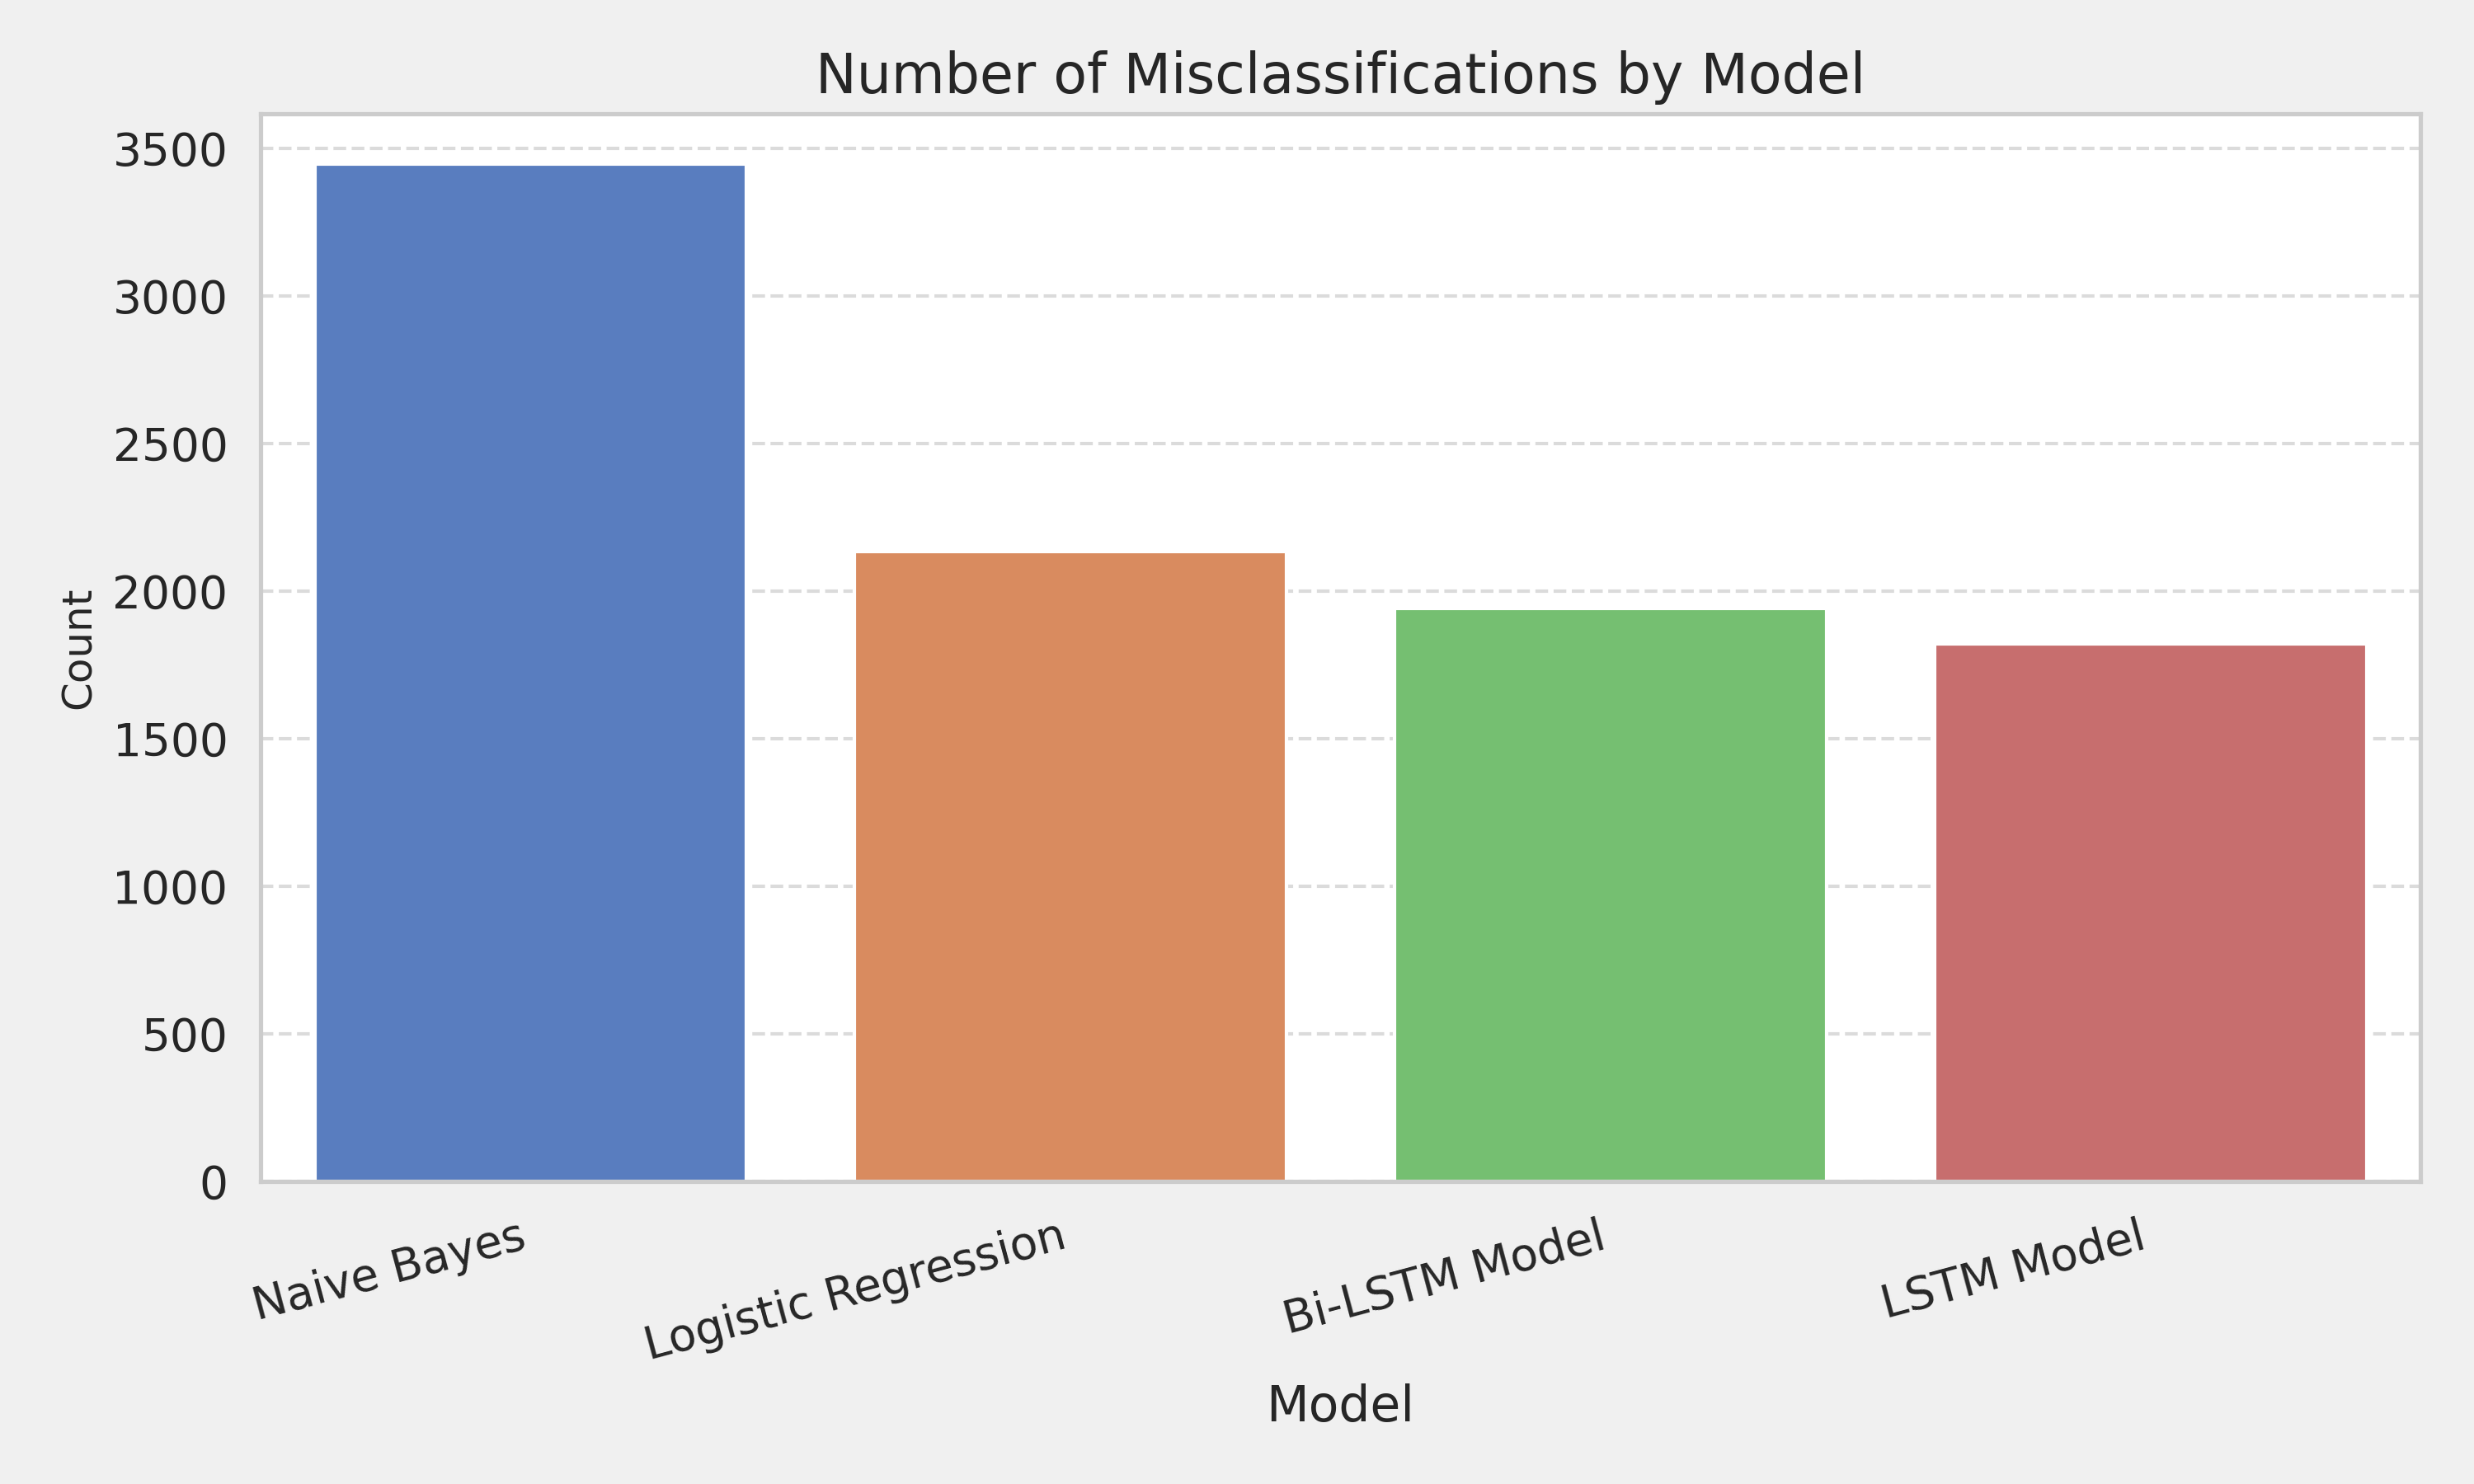 Number of Misclassifications by Model
3500
3000
2500
2000
1500
1000
500
0
Count
Naive Bayes
Logistic Regression
Bi-LSTM Model
LSTM Model
Model